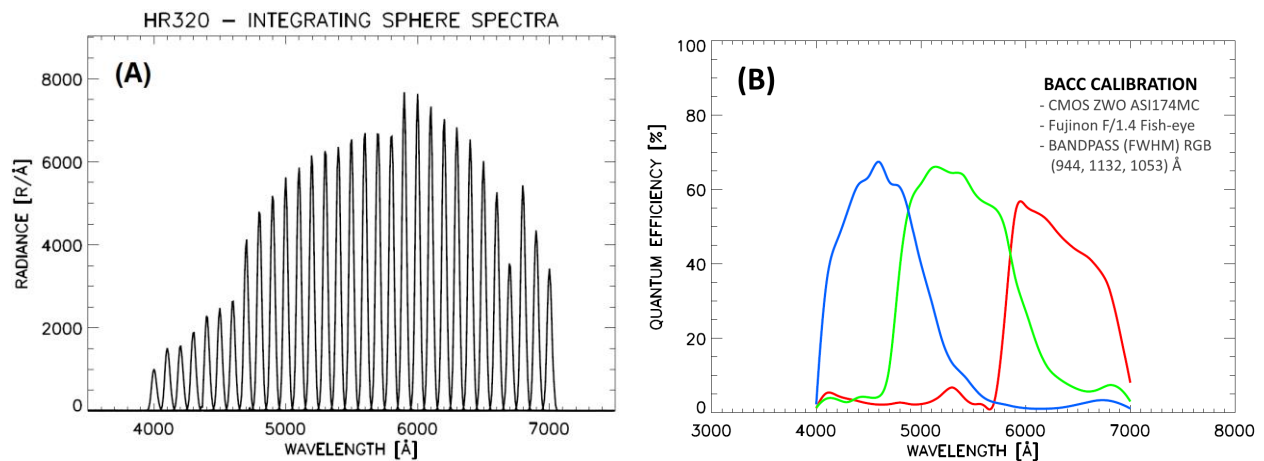 HR320 – INTEGRATING SPHERE SPECTRA
(A)
RADIANCE [R/Å]
8000
6000
4000
2000
0
4000 5000 6000 7000
WAVELENGTH [Å]
(B)
BACC CALIBRATION
- CMOS ZWO ASI174MC
- Fujinon F/1.4 Fish-eye
- BANDPASS (FWHM) RGB
(944, 1132, 1053) Å
QUANTUM EFFICIENCY [%]
100
80
60
40
20
0
3000 4000 5000 6000 7000 8000
WAVELENGTH [Å]